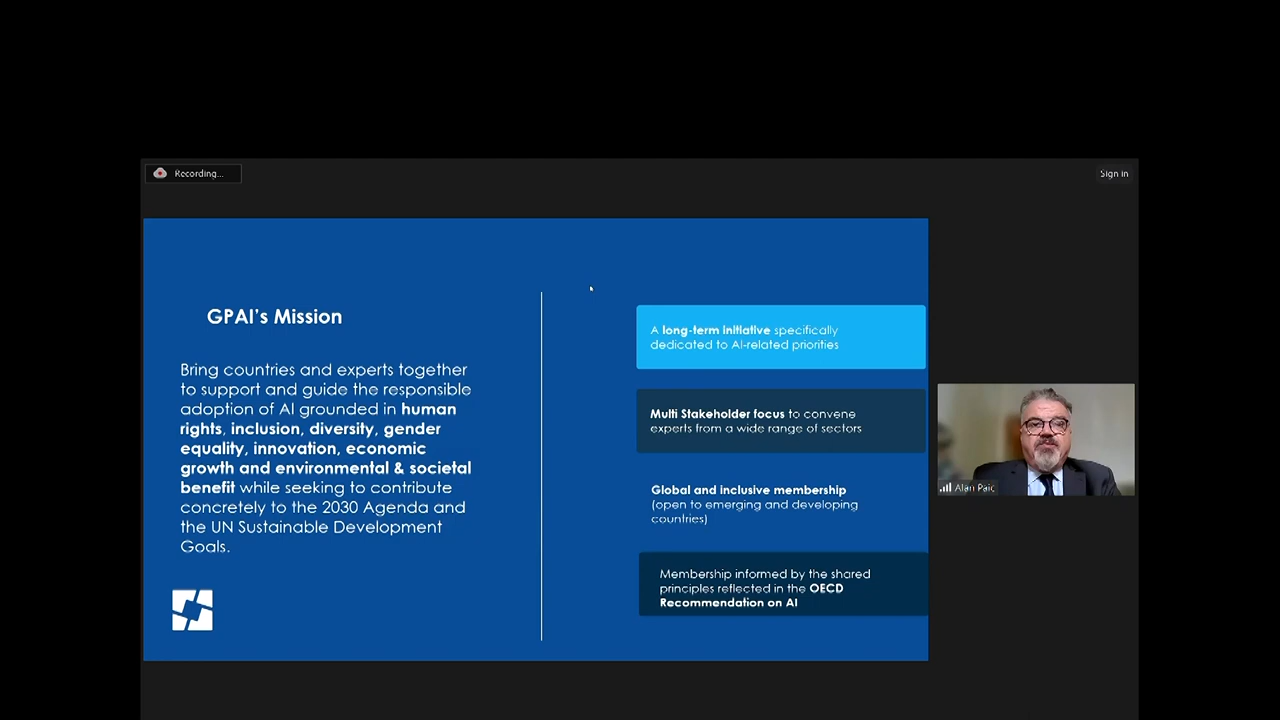 Recording...
Sign in
GPAI's Mission
Bring countries and experts together
to support and guide the responsible
adoption of AI grounded in human
rights, inclusion, diversity, gender
equality, innovation, economic
growth and environmental & societal
benefit while seeking to contribute
concretely to the 2030 Agenda and
the UN Sustainable Development
Goals.
A long-term initiative specifically
dedicated to AI-related priorities
Multi Stakeholder focus to convene
experts from a wide range of sectors
Global and inclusive membership
(open to emerging and developing
countries)
Membership informed by the shared
principles reflected in the OECD
Recommendation on AI
Alan Paic